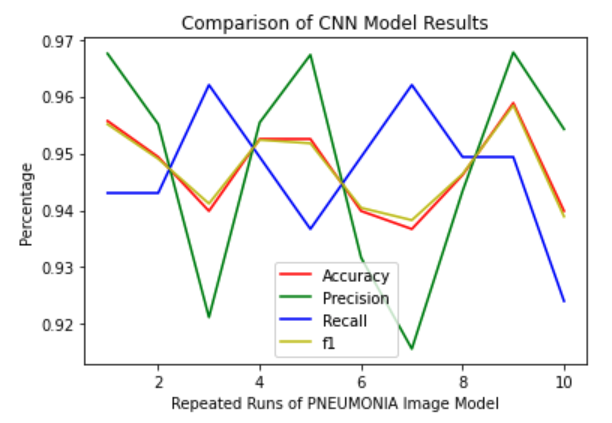 Comparison of CNN Model Results
Percentage
0.97
0.96
0.95
0.94
0.93
0.92
Accuracy
Precision
Recall
f1
2 4 6 8 10
Repeated Runs of PNEUMONIA Image Model